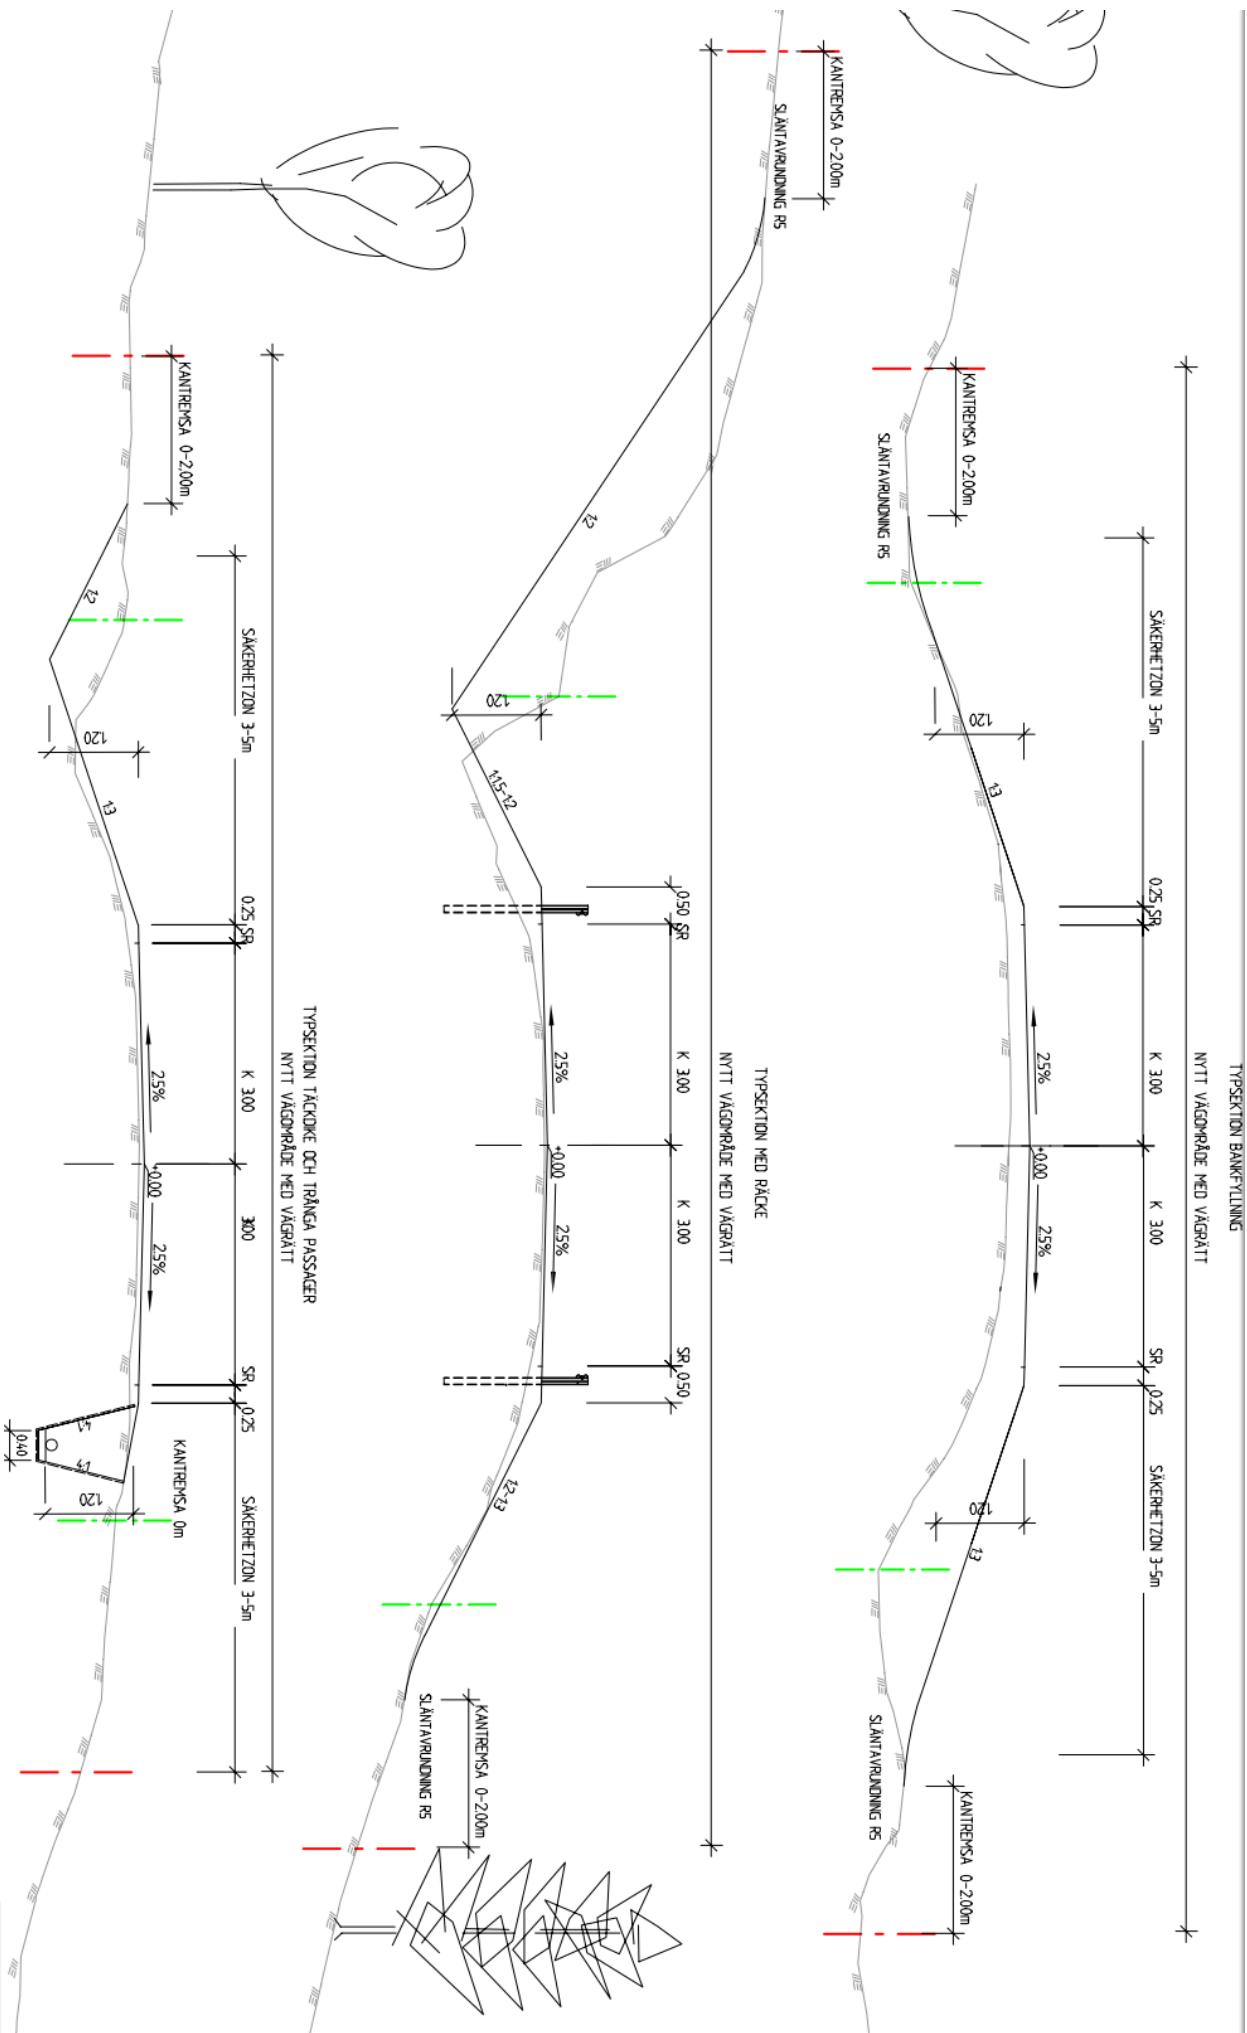 TYPSEKTION BANKFYLLNING
NYTT VÄGOMRÅDE MED VÄGRÄTT
SÄKERHETZON 3-5m
0.25
SR
K 3.00
K 3.00
SR
0.25
SÄKERHETZON 3-5m
KANTREMSA 0-2.00m
SLÄNTAVRUNDNING R5
1.20
1:3
2.5%
+0.00
2.5%
1.20
1:3
SLÄNTAVRUNDNING R5
KANTREMSA 0-2.00m
TYPSEKTION MED RÄCKE
NYTT VÄGOMRÅDE MED VÄGRÄTT
KANTREMSA 0-2.00m
SLÄNTAVRUNDNING R5
0.50
SR
K 3.00
K 3.00
SR
0.50
1:2
1.20
1:1.5-1:2
2.5%
+0.00
2.5%
1:2-1:3
SLÄNTAVRUNDNING R5
KANTREMSA 0-2.00m
TYPSEKTION TÄCKDIKE OCH TRÅNGA PASSAGER
NYTT VÄGOMRÅDE MED VÄGRÄTT
SÄKERHETZON 3-5m
0.25
SR
K 3.00
3.00
SR
0.25
SÄKERHETZON 3-5m
KANTREMSA 0-2,00m
1:2
1.20
1:3
2.5%
+0.00
2.5%
4:1
0.40
1.20
KANTREMSA 0m